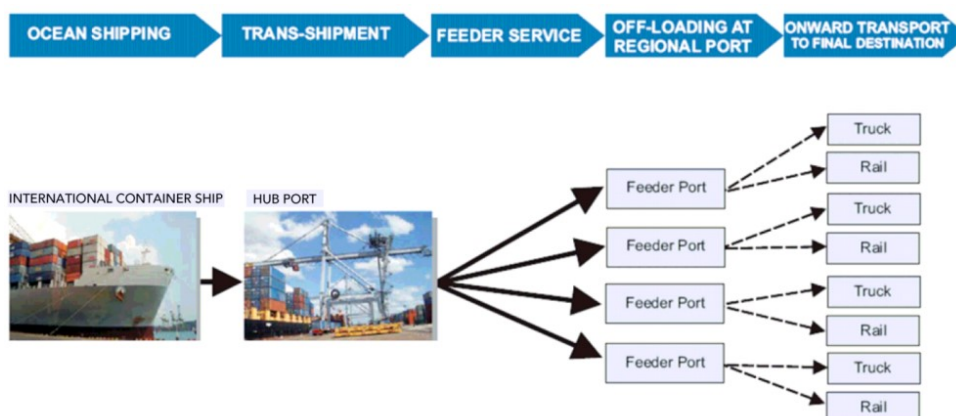 OCEAN SHIPPING
TRANS-SHIPMENT
FEEDER SERVICE
OFF-LOADING AT
REGIONAL PORT
ONWARD TRANSPORT
TO FINAL DESTINATION
INTERNATIONAL CONTAINER SHIP
HUB PORT
Feeder Port
Truck
Rail
Feeder Port
Truck
Rail
Feeder Port
Truck
Rail
Feeder Port
Truck
Rail